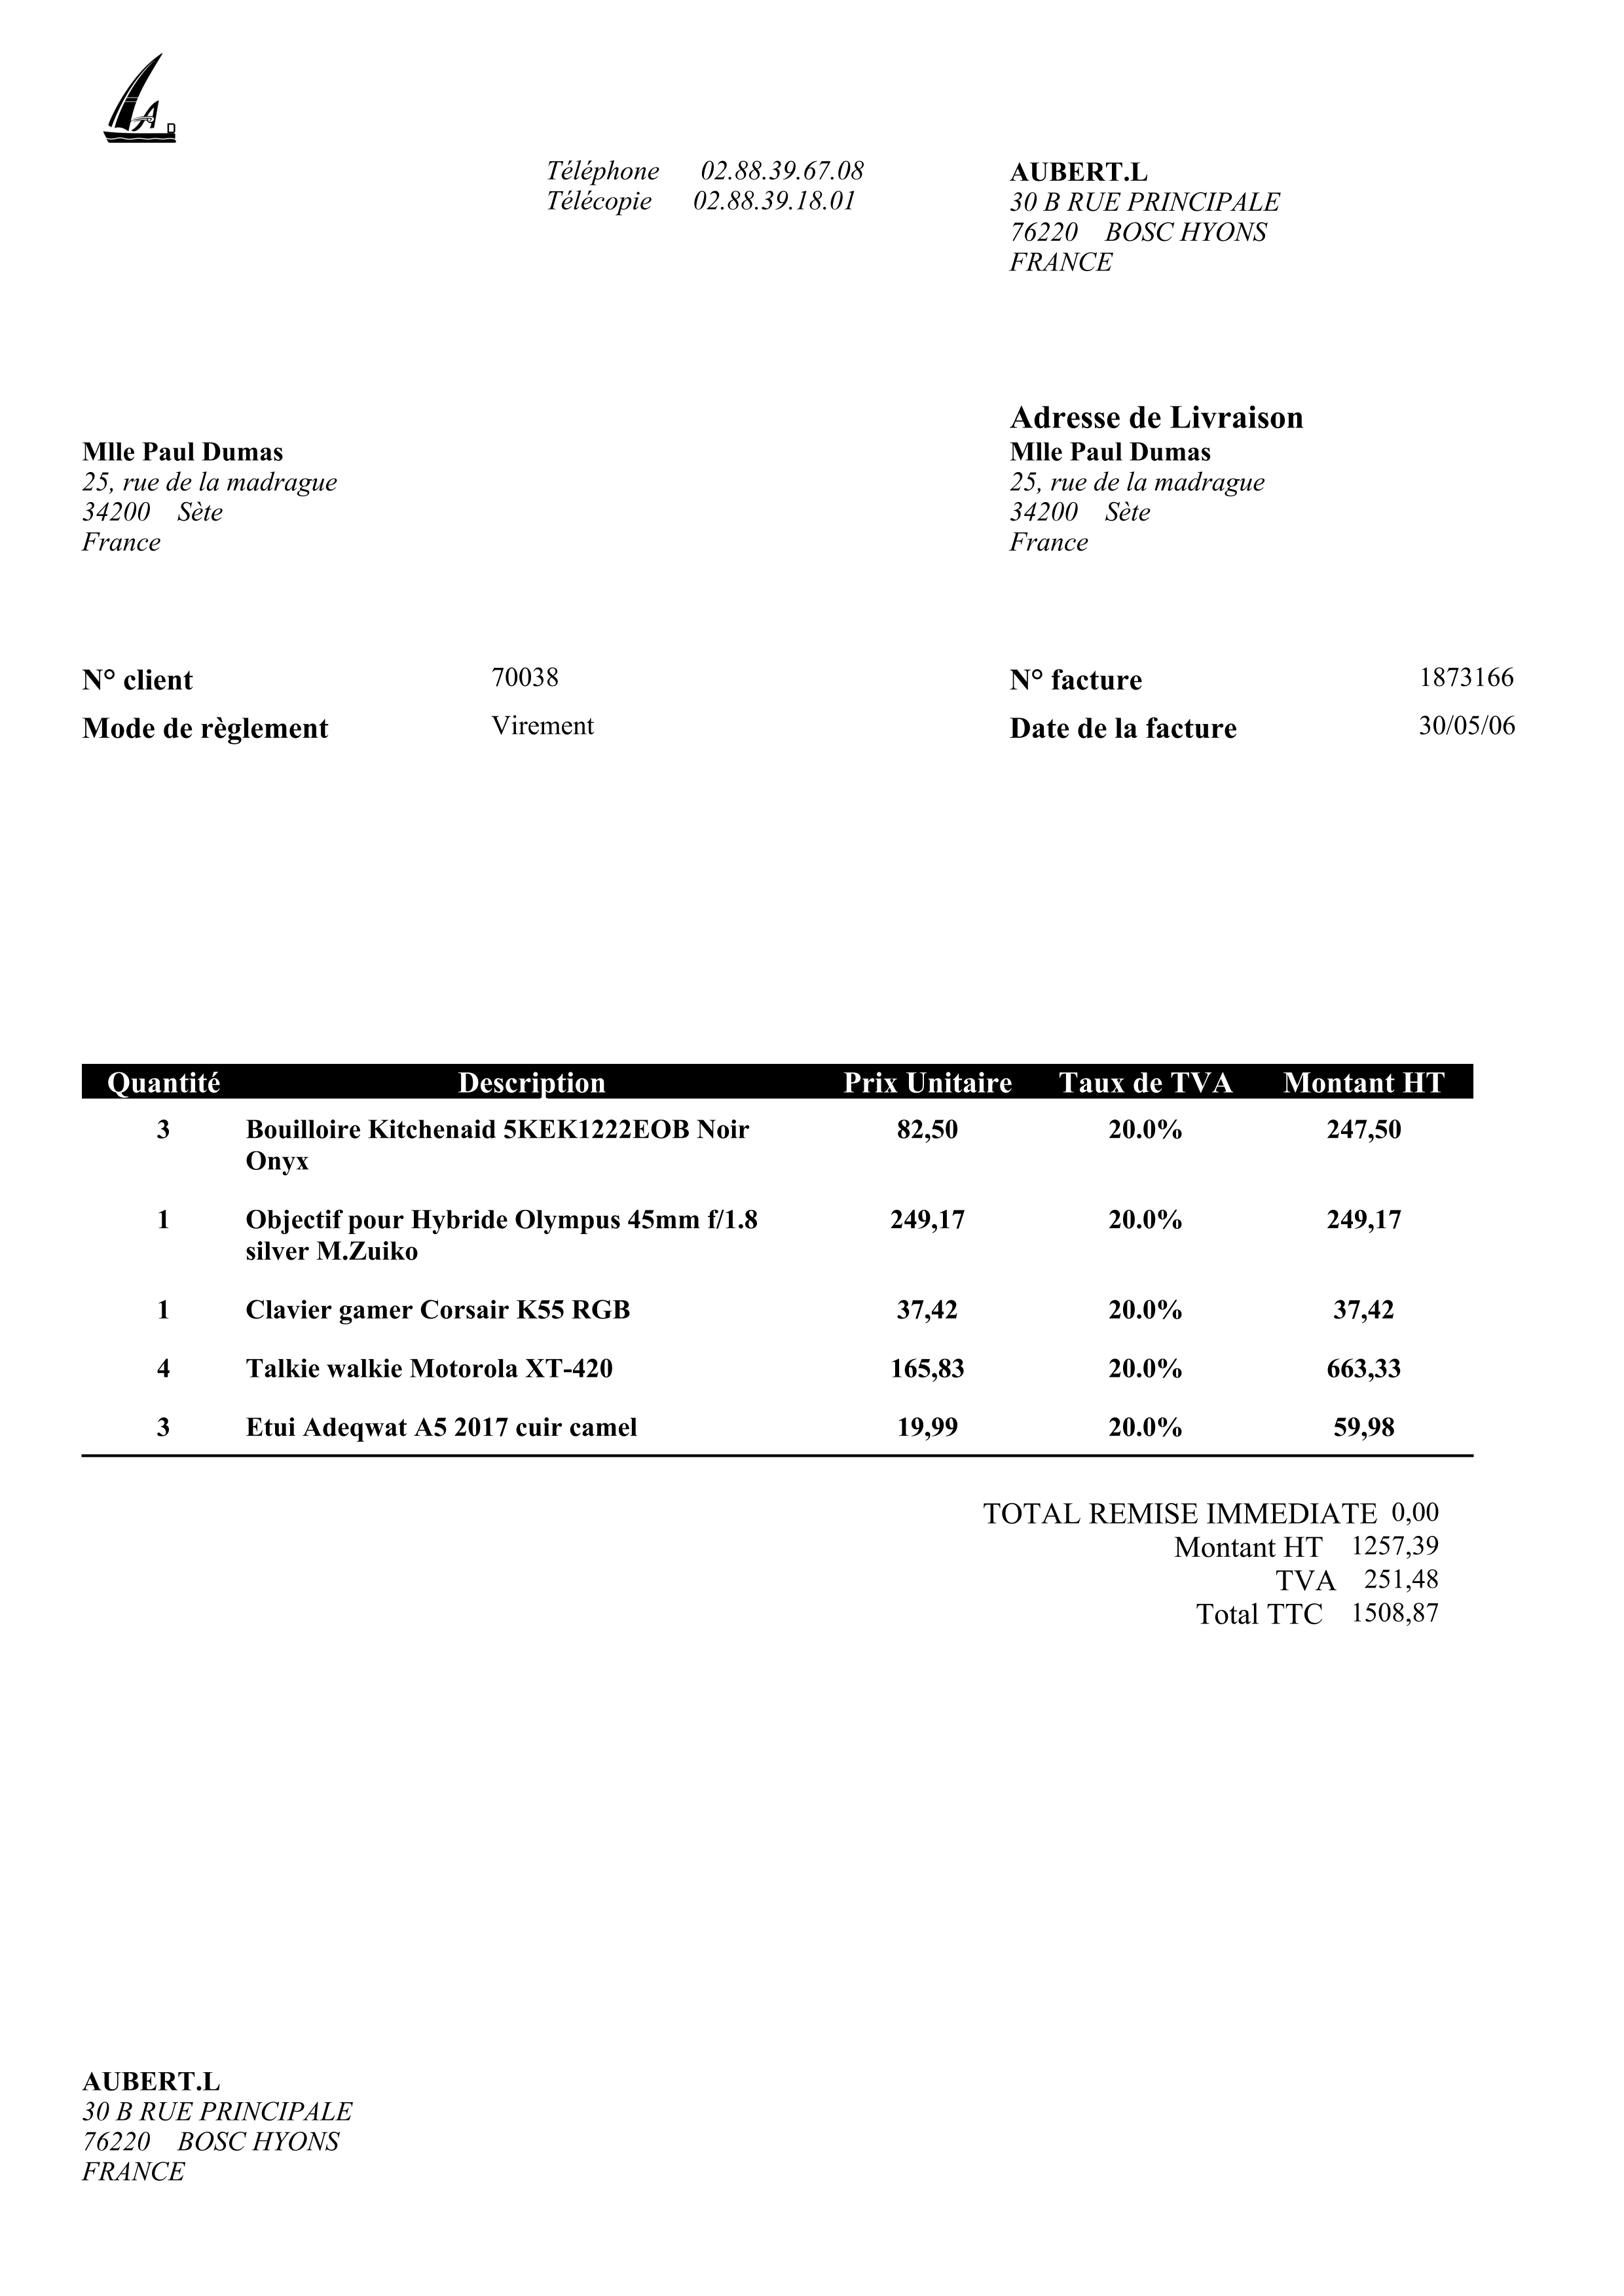 A
Téléphone 02.88.39.67.08
Télécopie 02.88.39.18.01
AUBERT.L
30 B RUE PRINCIPALE
76220 BOSC HYONS
FRANCE
Mlle Paul Dumas
25, rue de la madrague
34200 Sète
France
Adresse de Livraison
Mlle Paul Dumas
25, rue de la madrague
34200 Sète
France
N° client 70038
Mode de règlement Virement
N° facture 1873166
Date de la facture 30/05/06
Quantité Description Prix Unitaire Taux de TVA Montant HT
3 Bouilloire Kitchenaid 5KEK1222EOB Noir 82,50 20.0% 247,50
Onyx
1 Objectif pour Hybride Olympus 45mm f/1.8 249,17 20.0% 249,17
silver M.Zuiko
1 Clavier gamer Corsair K55 RGB 37,42 20.0% 37,42
4 Talkie walkie Motorola XT-420 165,83 20.0% 663,33
3 Etui Adeqwat A5 2017 cuir camel 19,99 20.0% 59,98
TOTAL REMISE IMMEDIATE 0,00
Montant HT 1257,39
TVA 251,48
Total TTC 1508,87
AUBERT.L
30 B RUE PRINCIPALE
76220 BOSC HYONS
FRANCE